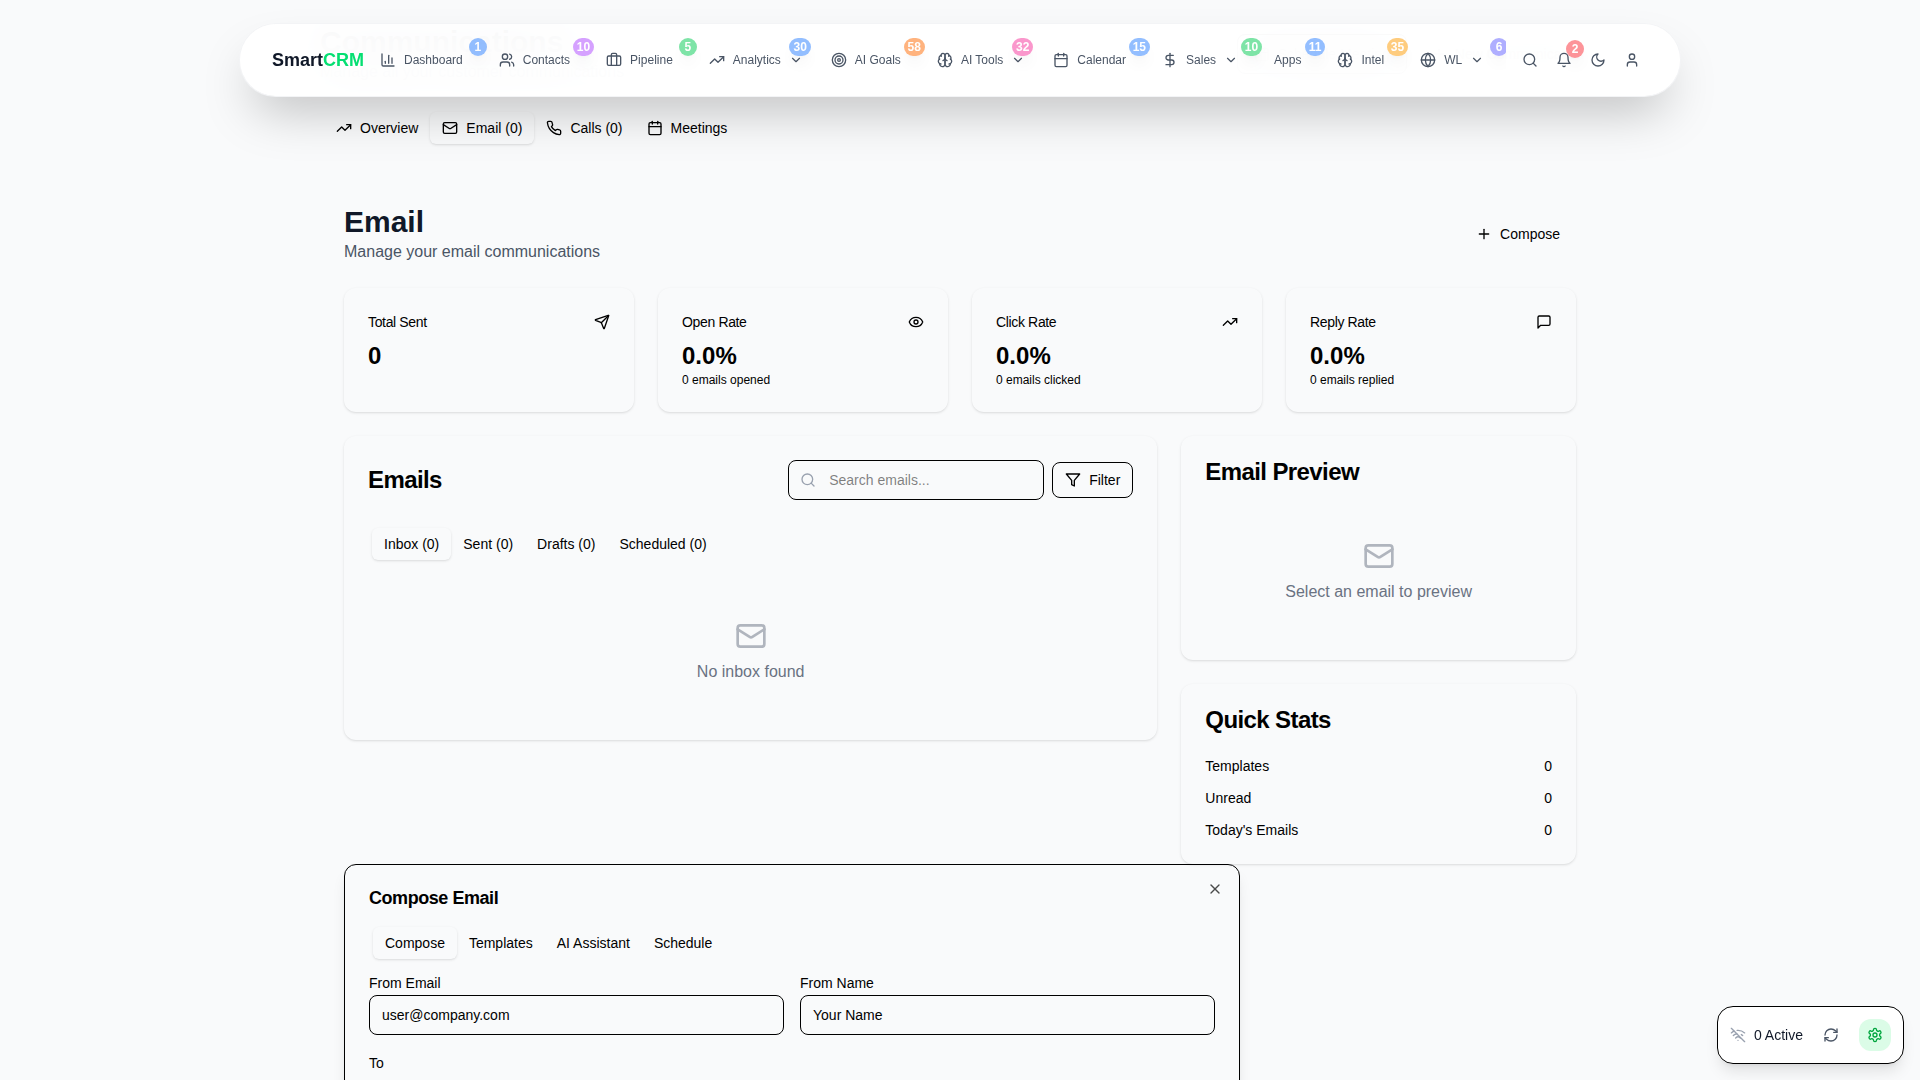 Communications
SmartCRM
Dashboard 1
Contacts 10
Pipeline 5
Analytics 30
AI Goals 58
AI Tools 32
Calendar 15
Sales 10
Apps 11
Intel 35
WL 6
2
Overview
Email (0)
Calls (0)
Meetings
Email
Manage your email communications
Compose
Total Sent
0
Open Rate
0.0%
0 emails opened
Click Rate
0.0%
0 emails clicked
Reply Rate
0.0%
0 emails replied
Emails
Search emails...
Filter
Inbox (0)
Sent (0)
Drafts (0)
Scheduled (0)
No inbox found
Email Preview
Select an email to preview
Quick Stats
Templates 0
Unread 0
Today's Emails 0
Compose Email
Compose
Templates
AI Assistant
Schedule
From Email
user@company.com
From Name
Your Name
To
0 Active